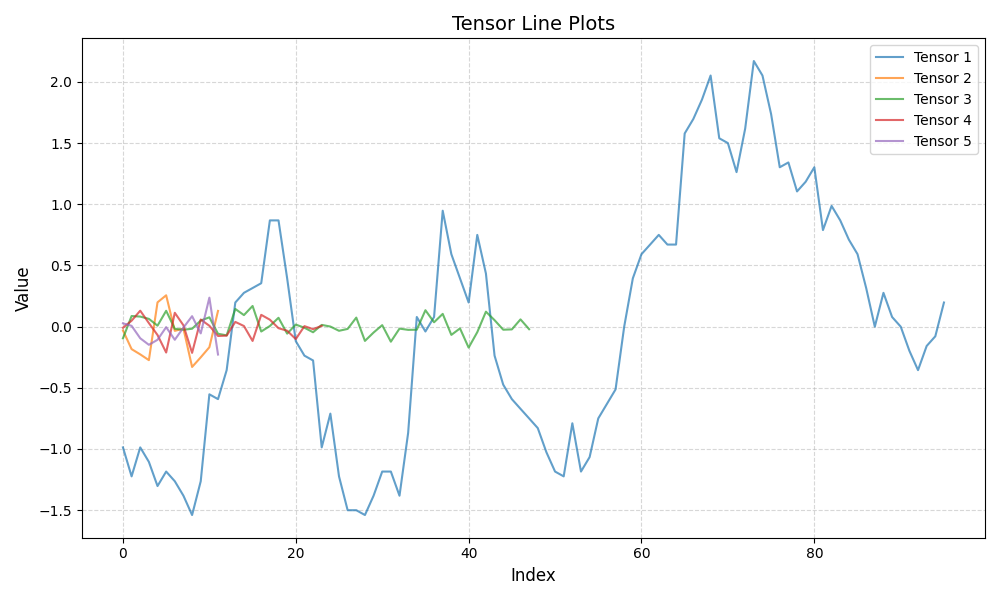 Tensor Line Plots
Tensor 1
Tensor 2
Tensor 3
Tensor 4
Tensor 5
Value
2.0
1.5
1.0
0.5
0.0
−0.5
−1.0
−1.5
0 20 40 60 80
Index